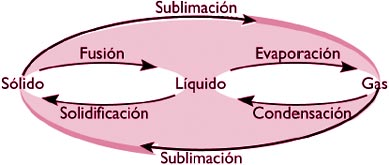 Sublimación
Fusión Evaporación
Sólido Líquido Gas
Solidificación Condensación
Sublimación